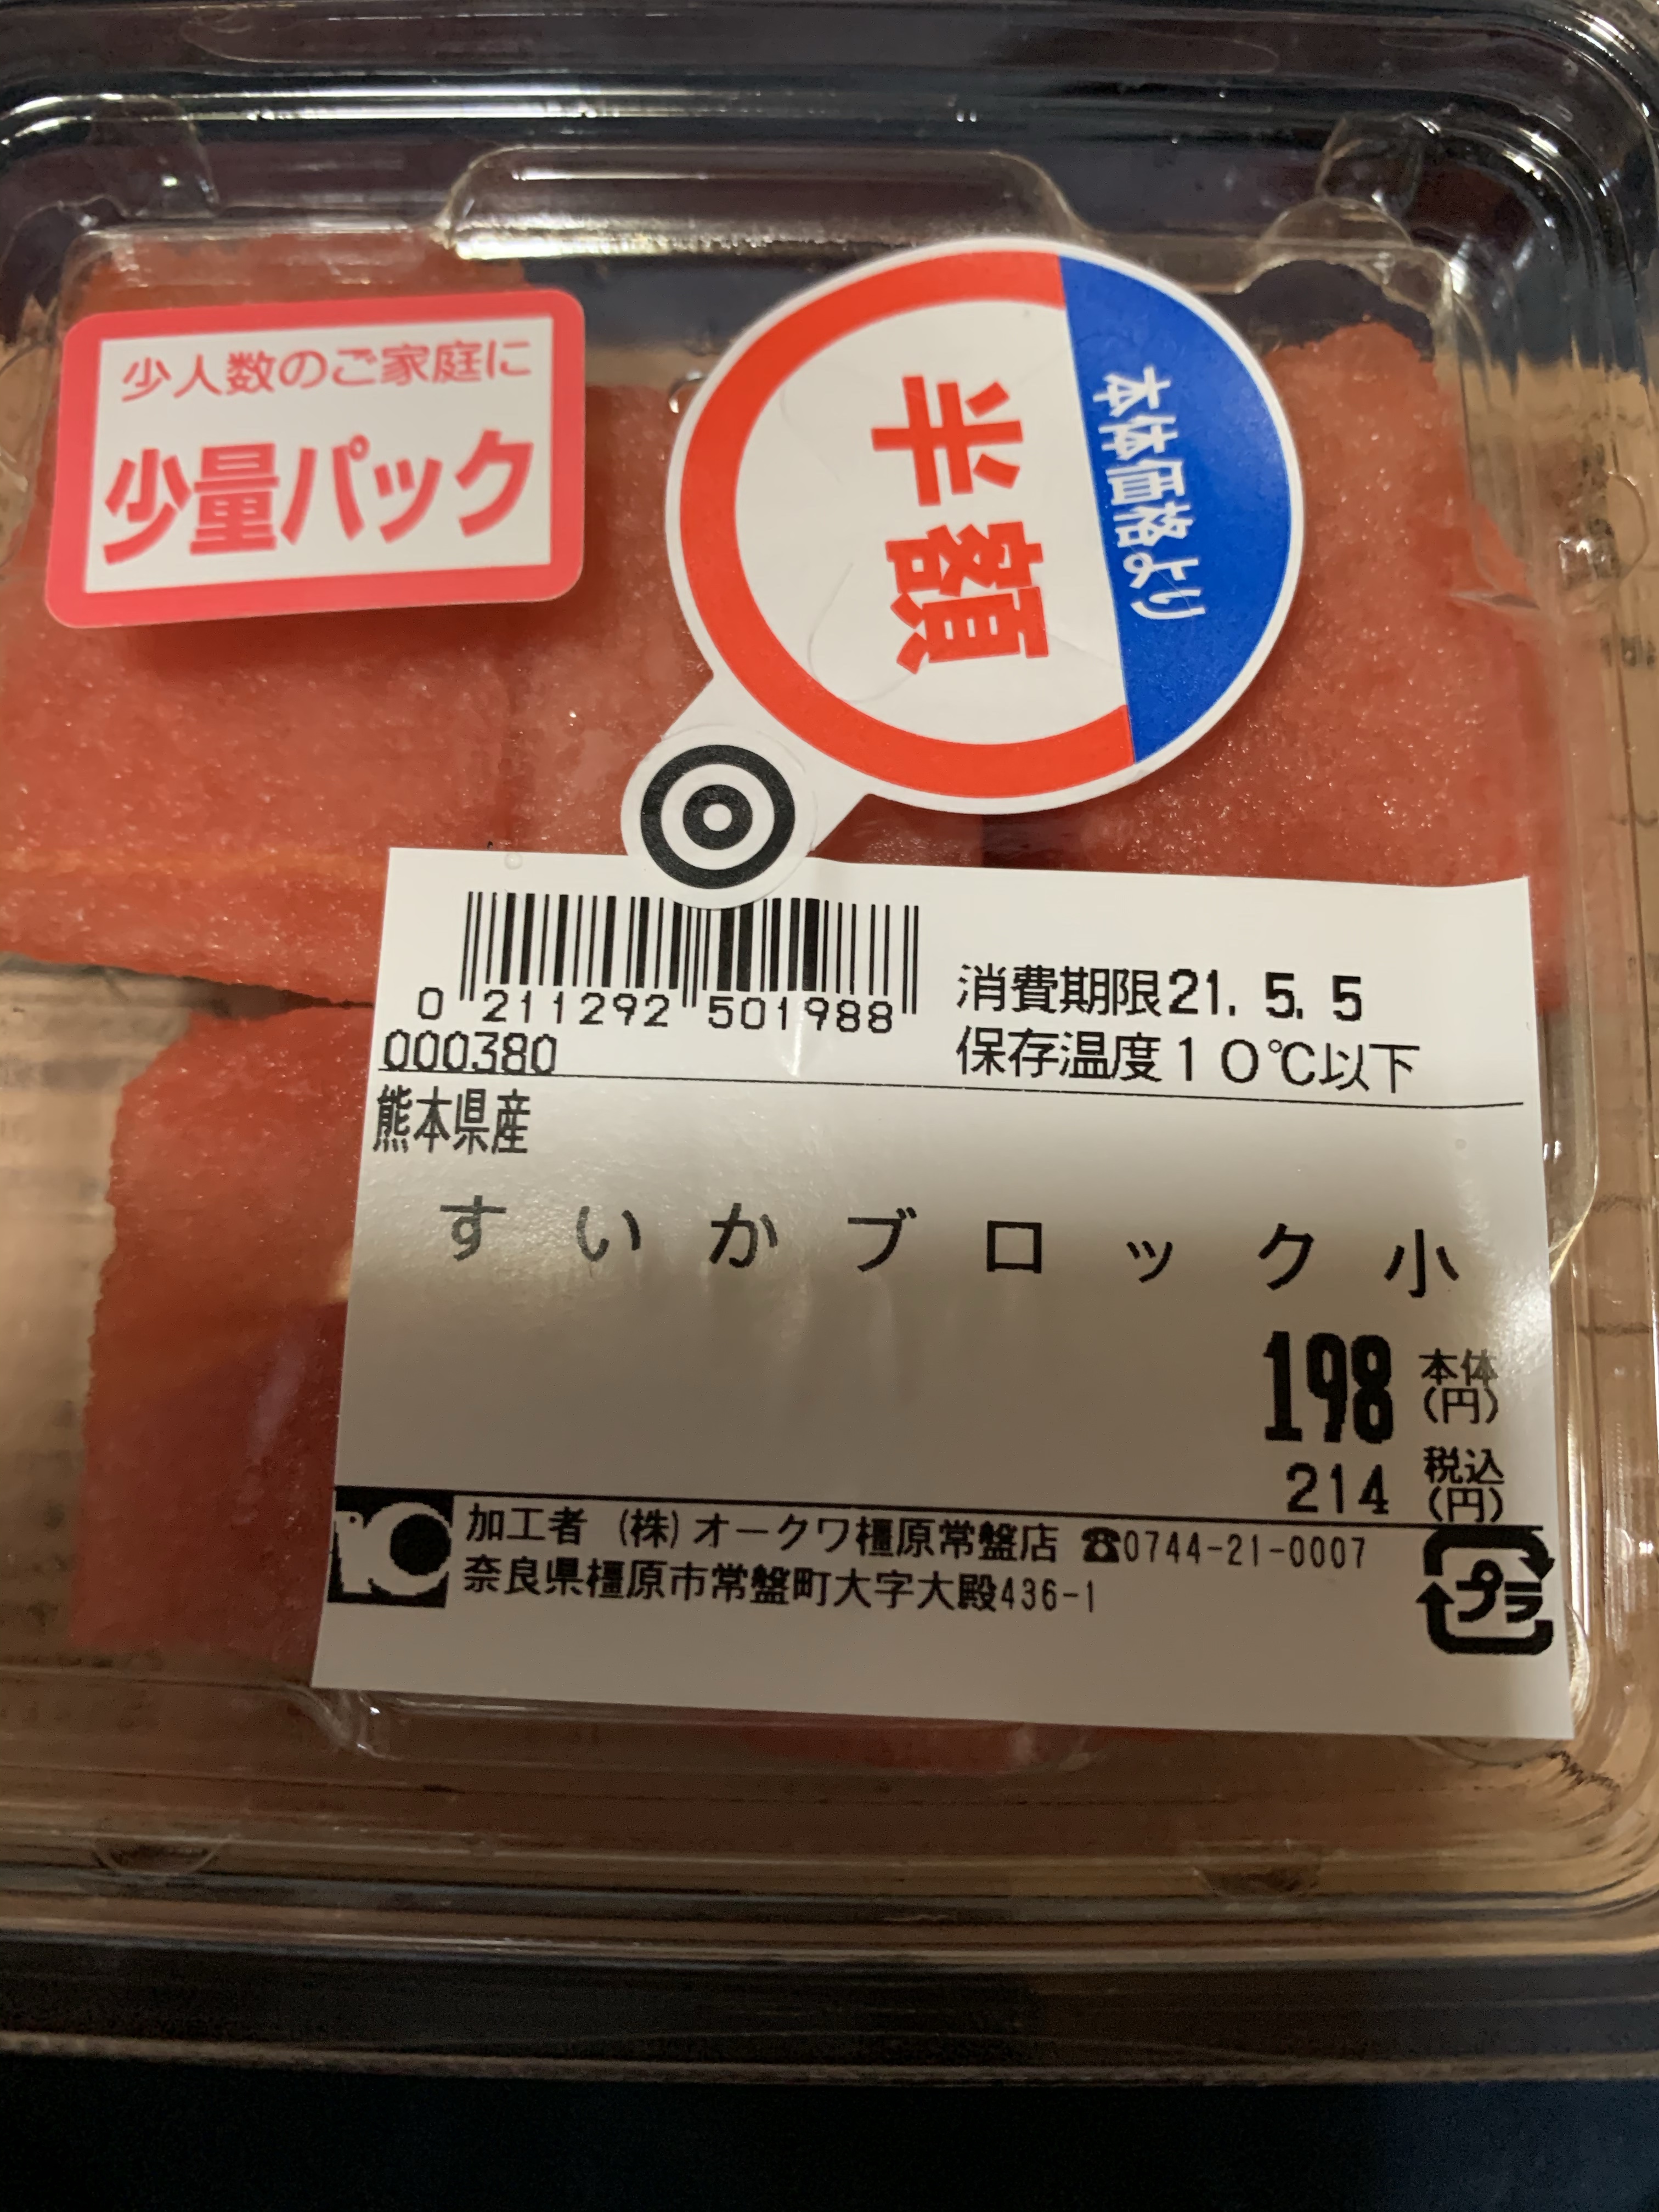 少人数のご家庭に
少量パック
本体価格より
半額
0 211292 501988
000380
消費期限21. 5. 5
保存温度10℃以下
熊本県産
すいかブロック小
198 本体(円)
214 税込(円)
加工者 (株)オークワ橿原常盤店 ☎0744-21-0007
奈良県橿原市常盤町大字大殿436-1
プラ